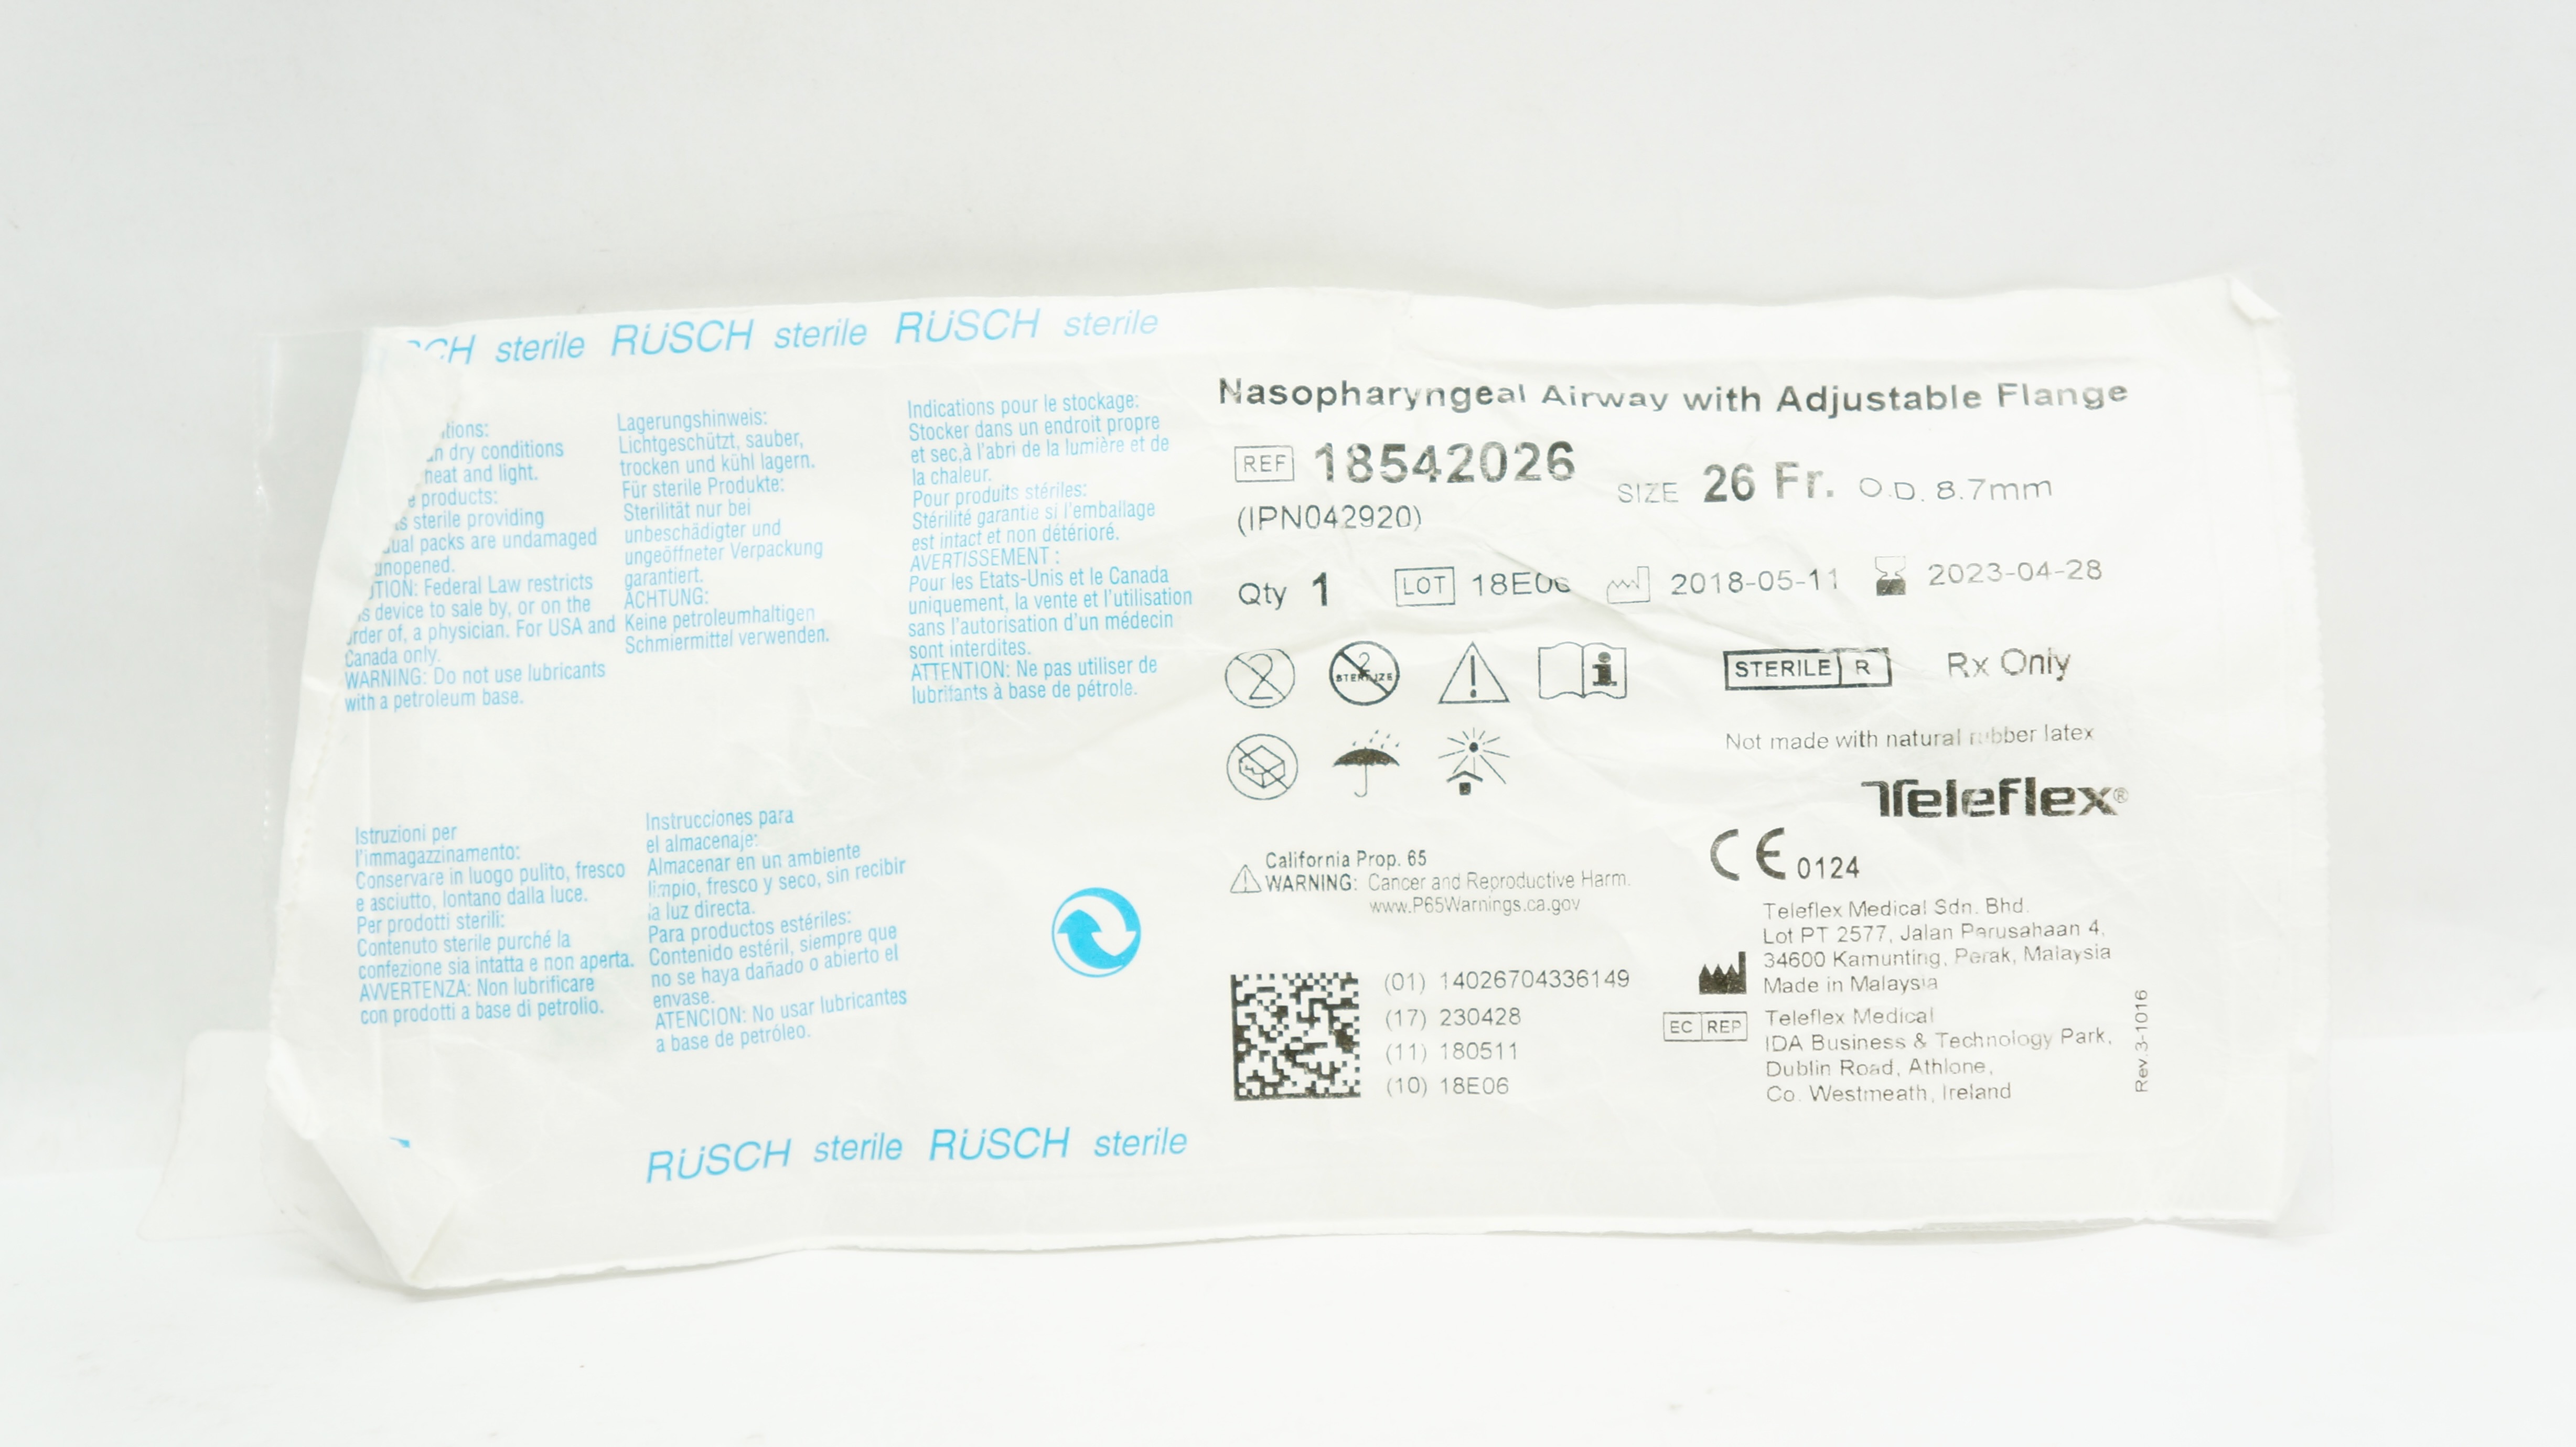 CH sterile RÜSCH sterile RÜSCH sterile
tions:
dry conditions
heat and light.
products:
sterile providing
packs are undamaged
unopened.
TION: Federal Law restricts
device to sale by, or on the
order of, a physician. For USA and
Canada only.
WARNING: Do not use lubricants
with a petroleum base.
Lagerungshinweis:
Lichtgeschützt, sauber,
trocken und kühl lagern.
Für sterile Produkte:
Sterilität nur bei
unbeschädigter und
ungeöffneter Verpackung
garantiert.
ACHTUNG:
Keine petroleumhaltigen
Schmiermittel verwenden.
Indications pour le stockage:
Stocker dans un endroit propre
et sec,à l'abri de la lumière et de
la chaleur.
Pour produits stériles:
Stérilité garantie si l'emballage
est intact et non détérioré.
AVERTISSEMENT :
Pour les Etats-Unis et le Canada
uniquement, la vente et l'utilisation
sans l'autorisation d'un médecin
sont interdites.
ATTENTION: Ne pas utiliser de
lubrifants à base de pétrole.
Istruzioni per
l'immagazzinamento:
Conservare in luogo pulito, fresco
e asciutto, lontano dalla luce.
Per prodotti sterili:
Contenuto sterile purché la
confezione sia intatta e non aperta.
AVVERTENZA: Non lubrificare
con prodotti a base di petrolio.
Instrucciones para
el almacenaje:
Almacenar en un ambiente
limpio, fresco y seco, sin recibir
la luz directa.
Para productos estériles:
Contenido estéril, siempre que
no se haya dañado o abierto el
envase.
ATENCION: No usar lubricantes
a base de petróleo.
RÜSCH sterile RÜSCH sterile
Nasopharyngeal Airway with Adjustable Flange
REF 18542026 SIZE 26 Fr. O.D. 8.7mm
(IPN042920)
Qty 1 LOT 18E06 2018-05-11 2023-04-28
2 2 STERILIZE i STERILE R Rx Only
Not made with natural rubber latex
Teleflex®
CE 0124
California Prop. 65
WARNING: Cancer and Reproductive Harm.
www.P65Warnings.ca.gov
(01) 14026704336149
(17) 230428
(11) 180511
(10) 18E06
Teleflex Medical Sdn. Bhd.
Lot PT 2577, Jalan Perusahaan 4,
34600 Kamunting, Perak, Malaysia
Made in Malaysia
EC REP Teleflex Medical
IDA Business & Technology Park,
Dublin Road, Athlone,
Co. Westmeath, Ireland
Rev.3-1016